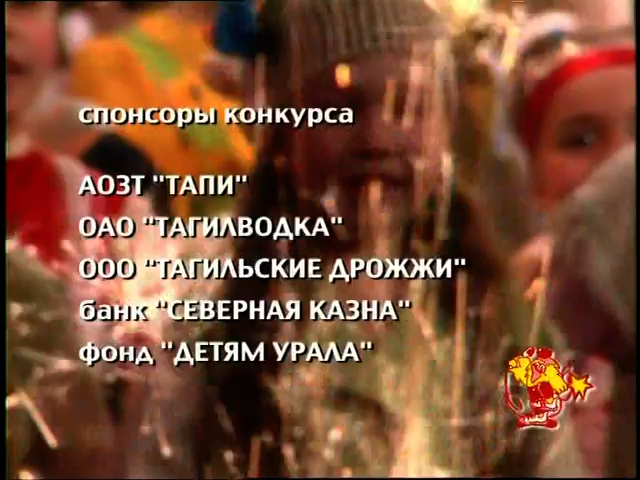 спонсоры конкурса
АОЗТ "ТАПИ"
ОАО "ТАГИЛВОДКА"
ООО "ТАГИЛЬСКИЕ ДРОЖЖИ"
банк "СЕВЕРНАЯ КАЗНА"
фонд "ДЕТЯМ УРАЛА"